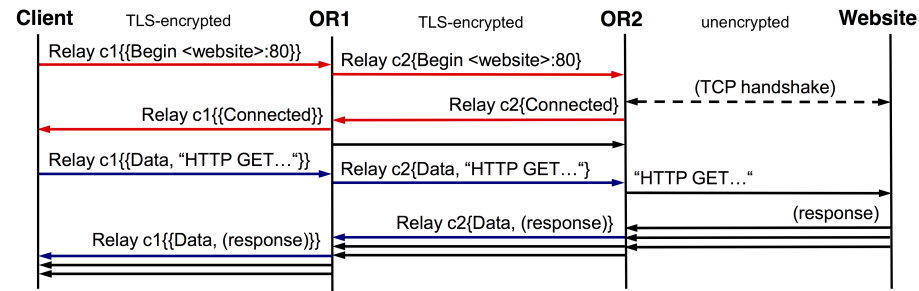 Client TLS-encrypted OR1 TLS-encrypted OR2 unencrypted Website
Relay c1{{Begin <website>:80}}
Relay c2{Begin <website>:80}
(TCP handshake)
Relay c2{Connected}
Relay c1{{Connected}}
Relay c1{{Data, “HTTP GET…“}}
Relay c2{Data, “HTTP GET…“}
“HTTP GET…“
(response)
Relay c2{Data, (response)}
Relay c1{{Data, (response)}}